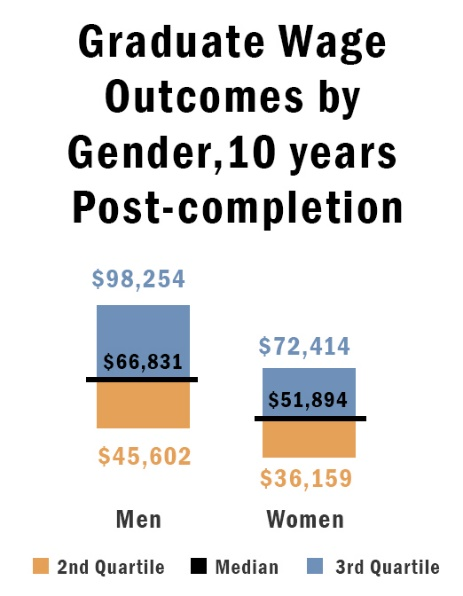 Graduate Wage
Outcomes by
Gender,10 years
Post-completion
$98,254
$66,831
$45,602
$72,414
$51,894
$36,159
Men
Women
2nd Quartile
Median
3rd Quartile